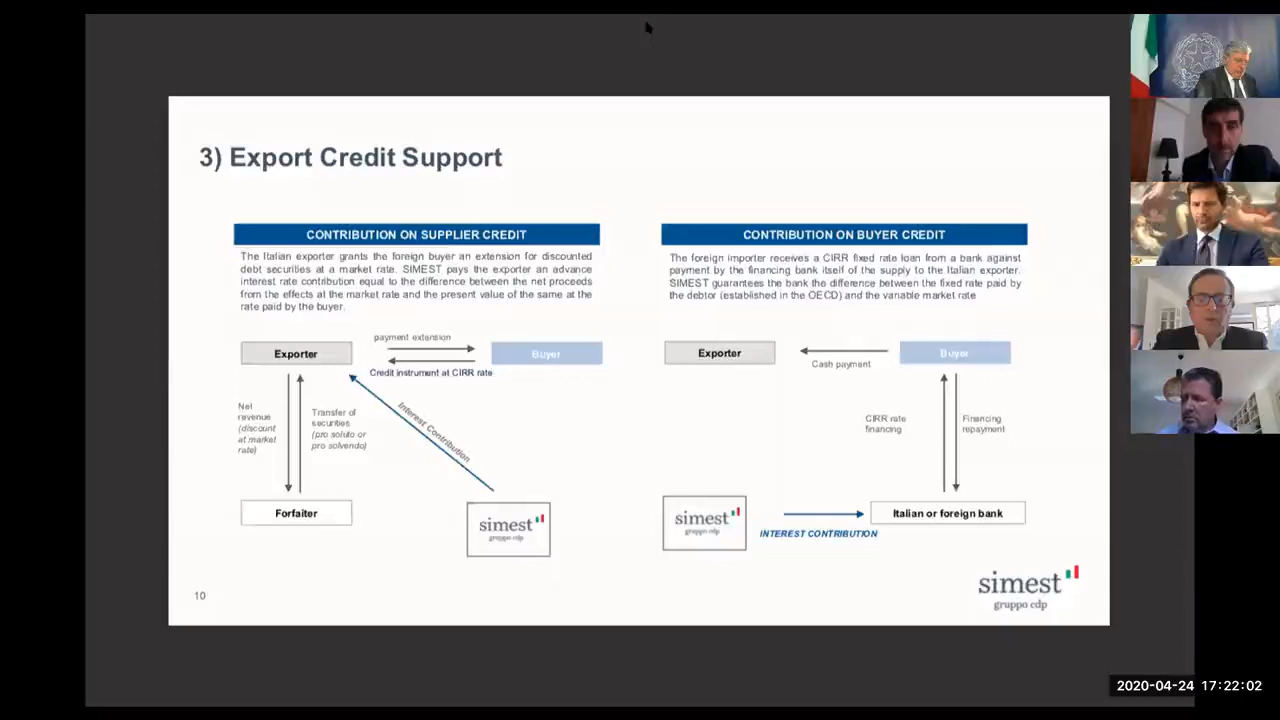 3) Export Credit Support
CONTRIBUTION ON SUPPLIER CREDIT
The Italian exporter grants the foreign buyer an extension for discounted
debt securities at a market rate. SIMEST pays the exporter an advance
interest rate contribution equal to the difference between the net proceeds
from the effects at the market rate and the present value of the same at the
rate paid by the buyer.
Exporter
payment extension
Credit instrument at CIRR rate
Buyer
Net
revenue
(discount
at market
rate)
Transfer of
securities
(pro soluto or
pro solvendo)
Interest Contribution
Forfaiter
simest
gruppo cdp
CONTRIBUTION ON BUYER CREDIT
The foreign importer receives a CIRR fixed rate loan from a bank against
payment by the financing bank itself of the supply to the Italian exporter.
SIMEST guarantees the bank the difference between the fixed rate paid
by the debtor (established in the OECD) and the variable market rate
Exporter
Cash payment
Buyer
CIRR rate
financing
Financing
repayment
simest
gruppo cdp
INTEREST CONTRIBUTION
Italian or foreign bank
10
simest
gruppo cdp
2020-04-24 17:22:02